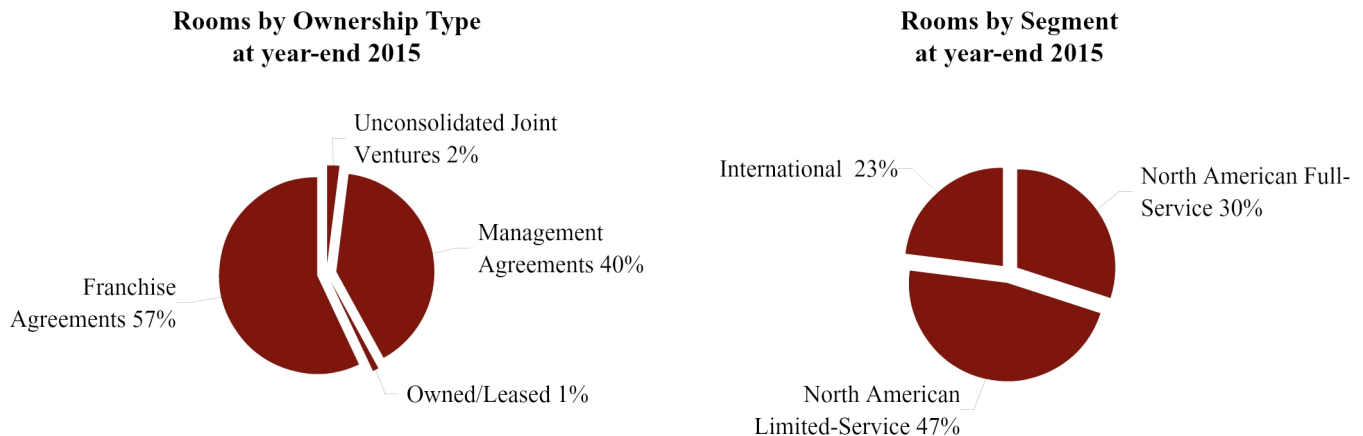 Rooms by Ownership Type
at year-end 2015
Unconsolidated Joint
Ventures 2%
Management
Agreements 40%
Franchise
Agreements 57%
Owned/Leased 1%
Rooms by Segment
at year-end 2015
International  23%
North American Full-
Service 30%
North American
Limited-Service 47%